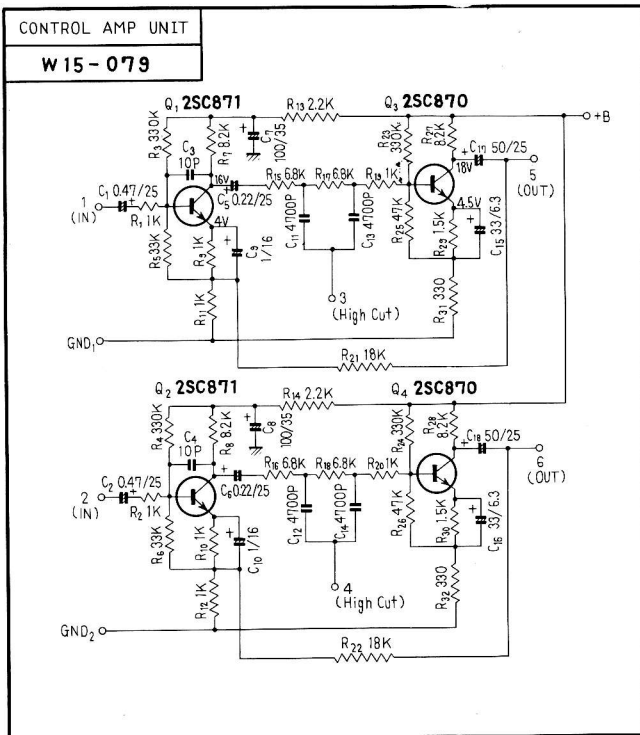 CONTROL AMP UNIT
W15-079
Q1 2SC871
Q3 2SC870
R13 2.2K
+B
R3 330K
C3
10P
R7 8.2K
C7
100/35
R23
330K
R27
8.2K
C17 50/25
16V
18V
5
(OUT)
R15 6.8K
R17 6.8K
R19 1K
C1 0.47/25
C5 0.22/25
1
(IN)
R1 1K
4V
4.5V
R5 33K
R9 1K
C9
1/16
C11 4700P
C13 4700P
R25 47K
R29 1.5K
C15 33/6.3
R11 1K
3
(High Cut)
R31 330
GND1
R21 18K
Q2 2SC871
Q4 2SC870
R14 2.2K
R4 330K
C4
10P
R8 8.2K
C8
100/35
R24 330K
R28
8.2K
C18 50/25
6
(OUT)
R16 6.8K
R18 6.8K
R20 1K
C2 0.47/25
C6 0.22/25
2
(IN)
R2 1K
R6 33K
R10 1K
C10 1/16
C12 4700P
C14 4700P
R26 47K
R30 1.5K
C16 33/6.3
R12 1K
4
(High Cut)
R32 330
GND2
R22 18K